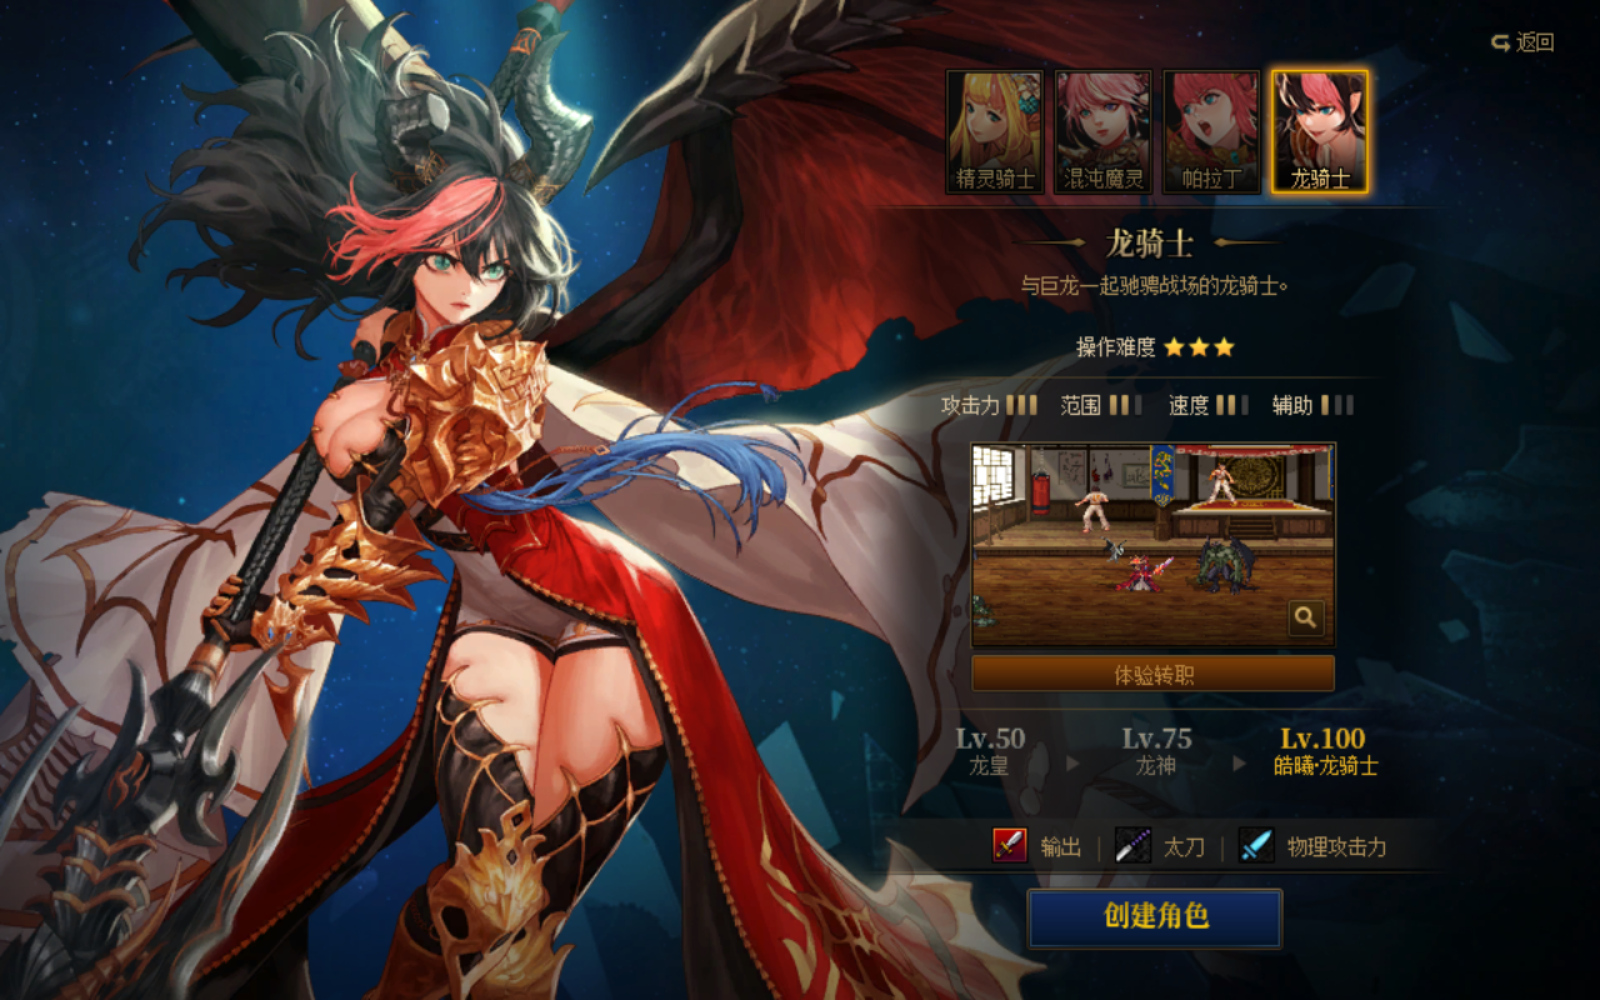 返回
精灵骑士
混沌魔灵
帕拉丁
龙骑士
龙骑士
与巨龙一起驰骋战场的龙骑士。
操作难度
攻击力 范围 速度 辅助
体验转职
Lv.50 Lv.75 Lv.100
龙皇 龙神 皓曦·龙骑士
输出 | 太刀 | 物理攻击力
创建角色